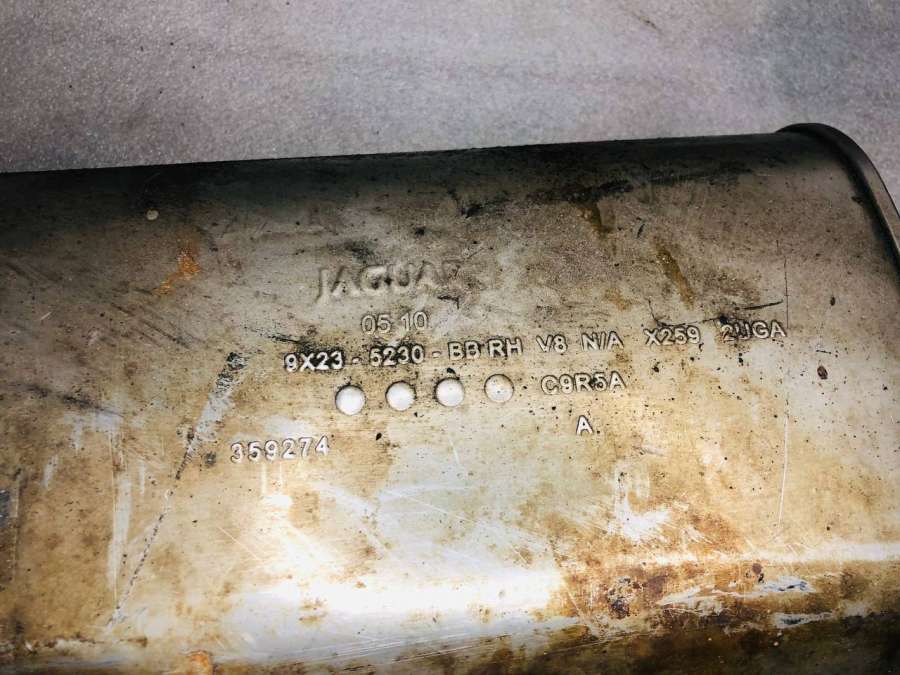 JAGUAR
05 10
9X23 - 5230 - BB RH V8 N/A X259 2UGA
C9R5A
A
359274